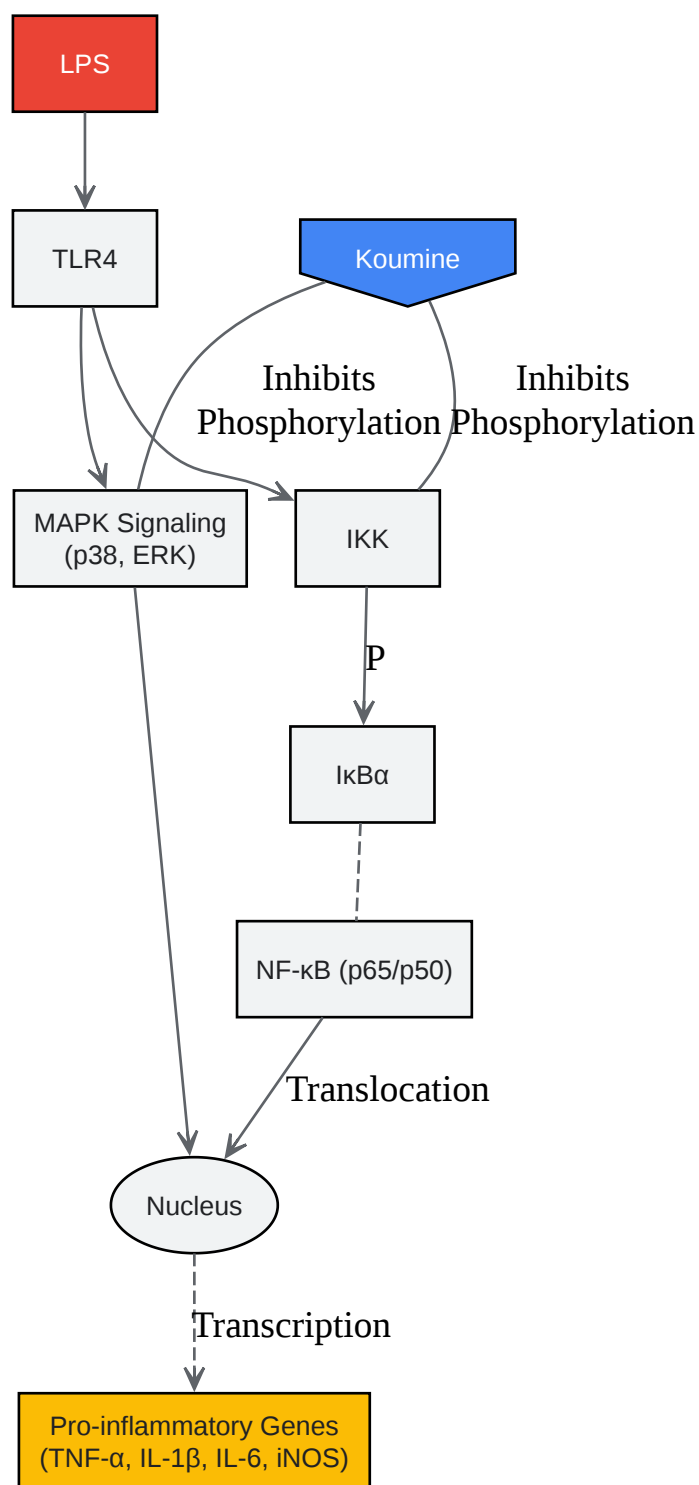 LPS
TLR4
Koumine
Inhibits
Phosphorylation
Inhibits
Phosphorylation
MAPK Signaling
(p38, ERK)
IKK
P
IκBα
NF-κB (p65/p50)
Translocation
Nucleus
Transcription
Pro-inflammatory Genes
(TNF-α, IL-1β, IL-6, iNOS)